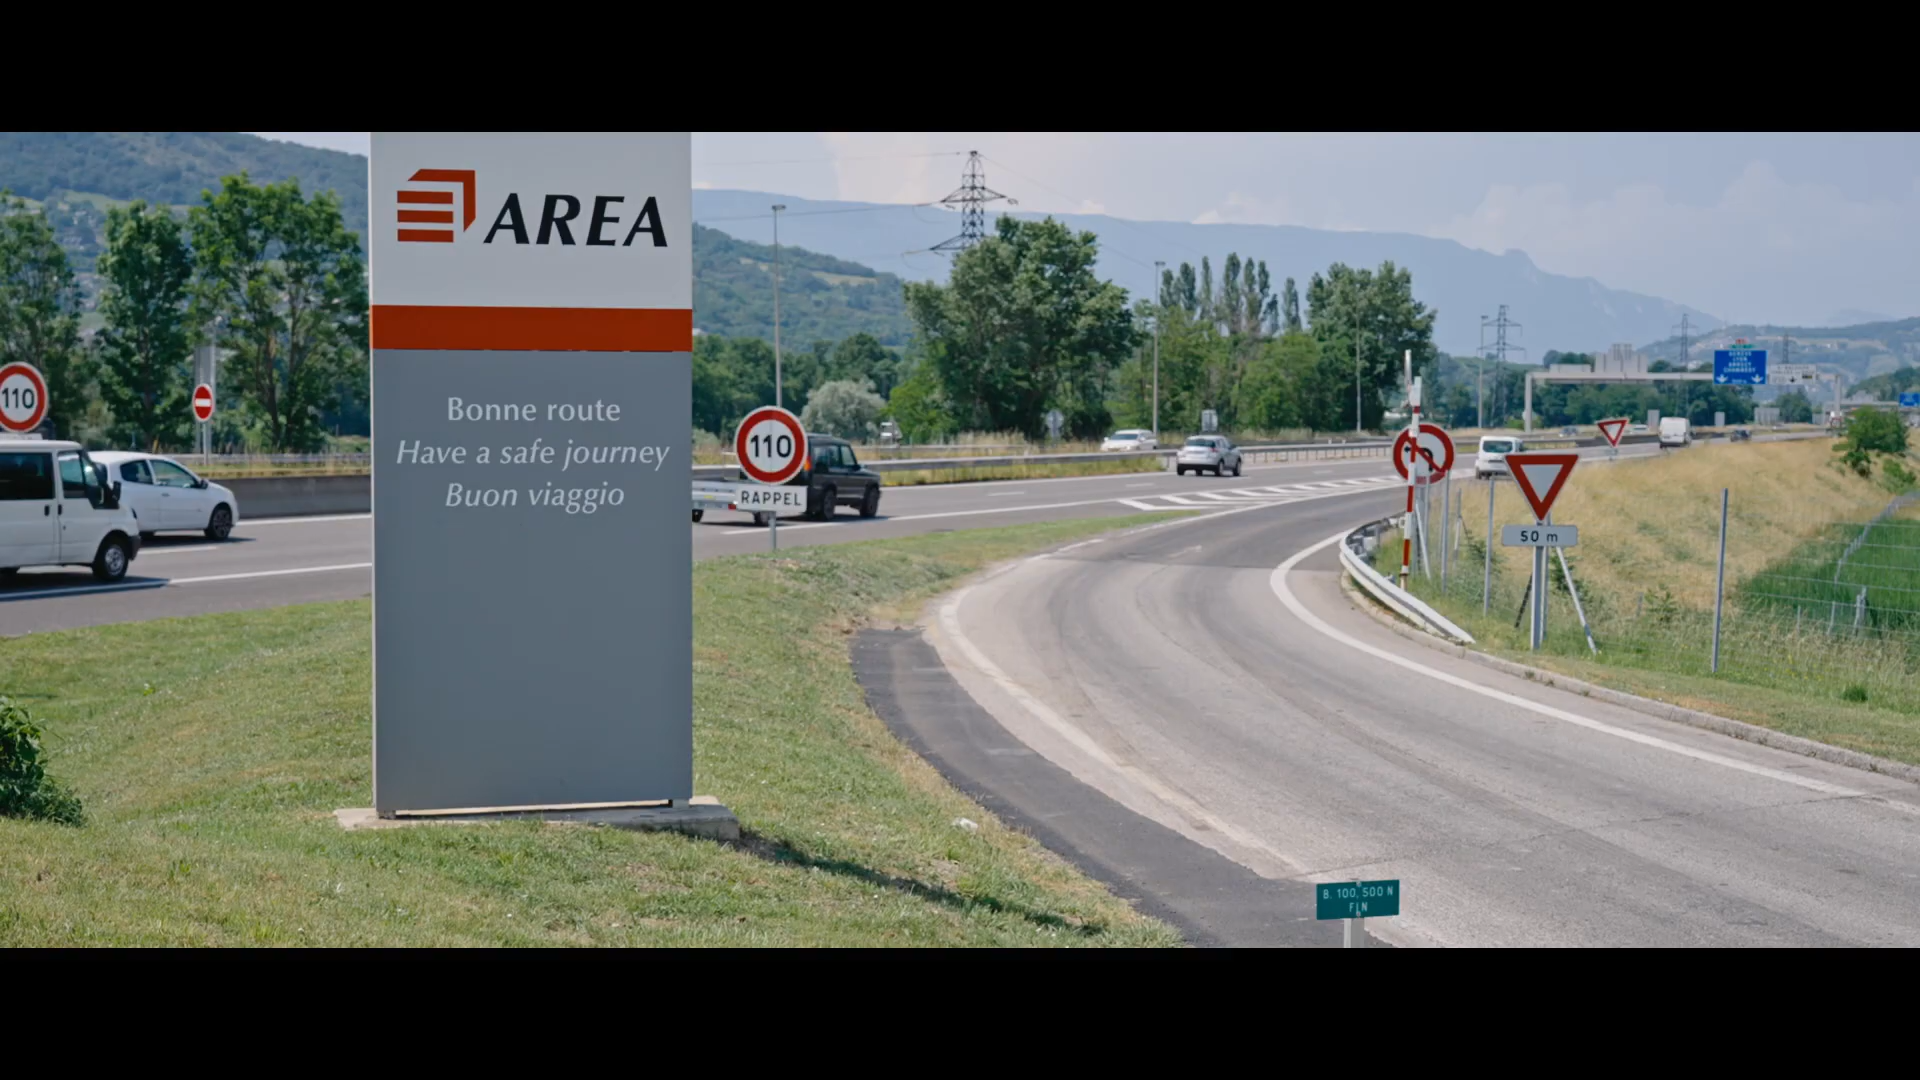 AREA
Bonne route
Have a safe journey
Buon viaggio
110
110
RAPPEL
50 m
B. 100,500 N
FIN